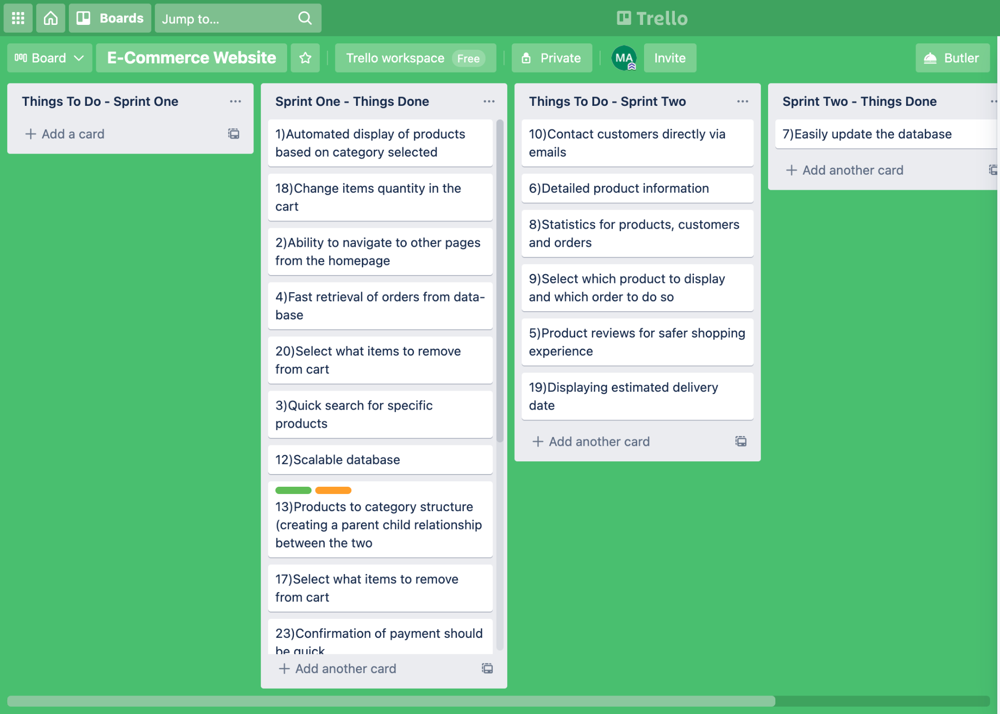 Boards
Jump to...
Trello
Board
E-Commerce Website
Trello workspace Free
Private
MA
Invite
Butler
Things To Do - Sprint One
Add a card
Sprint One - Things Done
1)Automated display of products
based on category selected
18)Change items quantity in the
cart
2)Ability to navigate to other pages
from the homepage
4)Fast retrieval of orders from data-
base
20)Select what items to remove
from cart
3)Quick search for specific
products
12)Scalable database
13)Products to category structure
(creating a parent child relationship
between the two
17)Select what items to remove
from cart
23)Confirmation of payment should
be quick
Add another card
Things To Do - Sprint Two
10)Contact customers directly via
emails
6)Detailed product information
8)Statistics for products, customers
and orders
9)Select which product to display
and which order to do so
5)Product reviews for safer shopping
experience
19)Displaying estimated delivery
date
Add another card
Sprint Two - Things Done
7)Easily update the database
Add another card